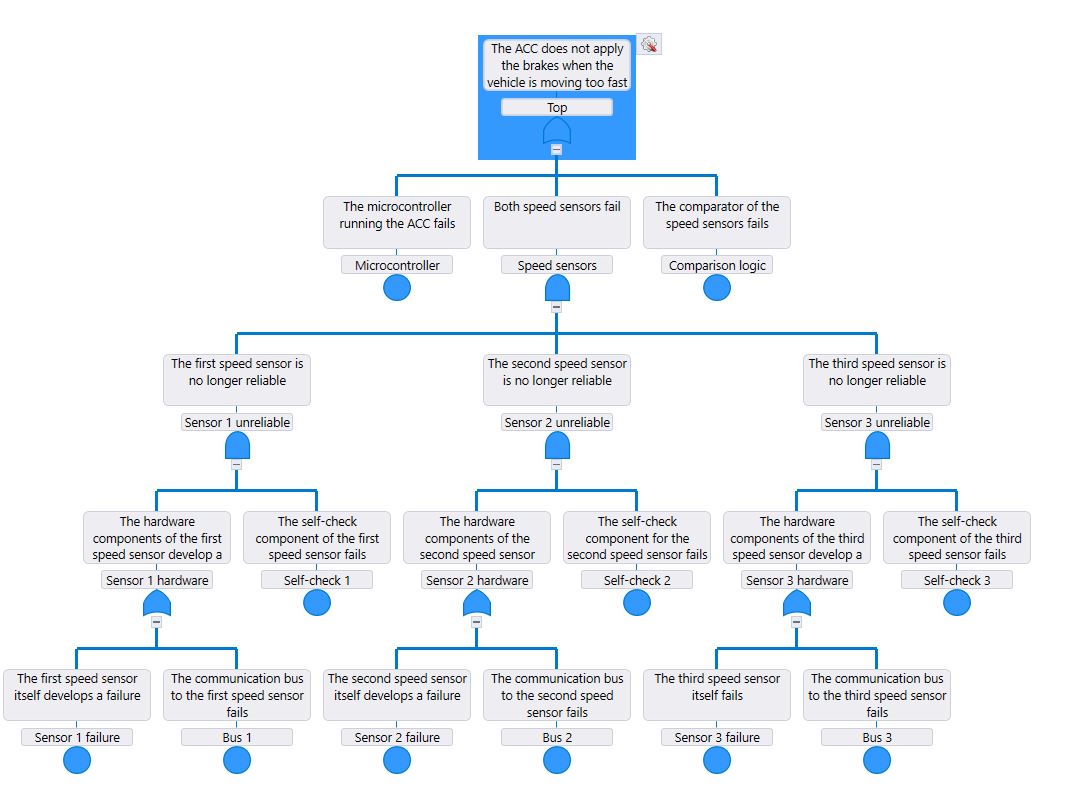 The ACC does not apply
the brakes when the
vehicle is moving too fast
Top
The microcontroller
running the ACC fails
Microcontroller
Both speed sensors fail
Speed sensors
The comparator of the
speed sensors fails
Comparison logic
The first speed sensor is
no longer reliable
Sensor 1 unreliable
The second speed sensor
is no longer reliable
Sensor 2 unreliable
The third speed sensor is
no longer reliable
Sensor 3 unreliable
The hardware
components of the first
speed sensor develop a
Sensor 1 hardware
The self-check
component of the first
speed sensor fails
Self-check 1
The hardware
components of the
second speed sensor
Sensor 2 hardware
The self-check
component for the
second speed sensor fails
Self-check 2
The hardware
components of the third
speed sensor develop a
Sensor 3 hardware
The self-check
component of the third
speed sensor fails
Self-check 3
The first speed sensor
itself develops a failure
Sensor 1 failure
The communication bus
to the first speed sensor
fails
Bus 1
The second speed sensor
itself develops a failure
Sensor 2 failure
The communication bus
to the second speed
sensor fails
Bus 2
The third speed sensor
itself fails
Sensor 3 failure
The communication bus
to the third speed sensor
fails
Bus 3